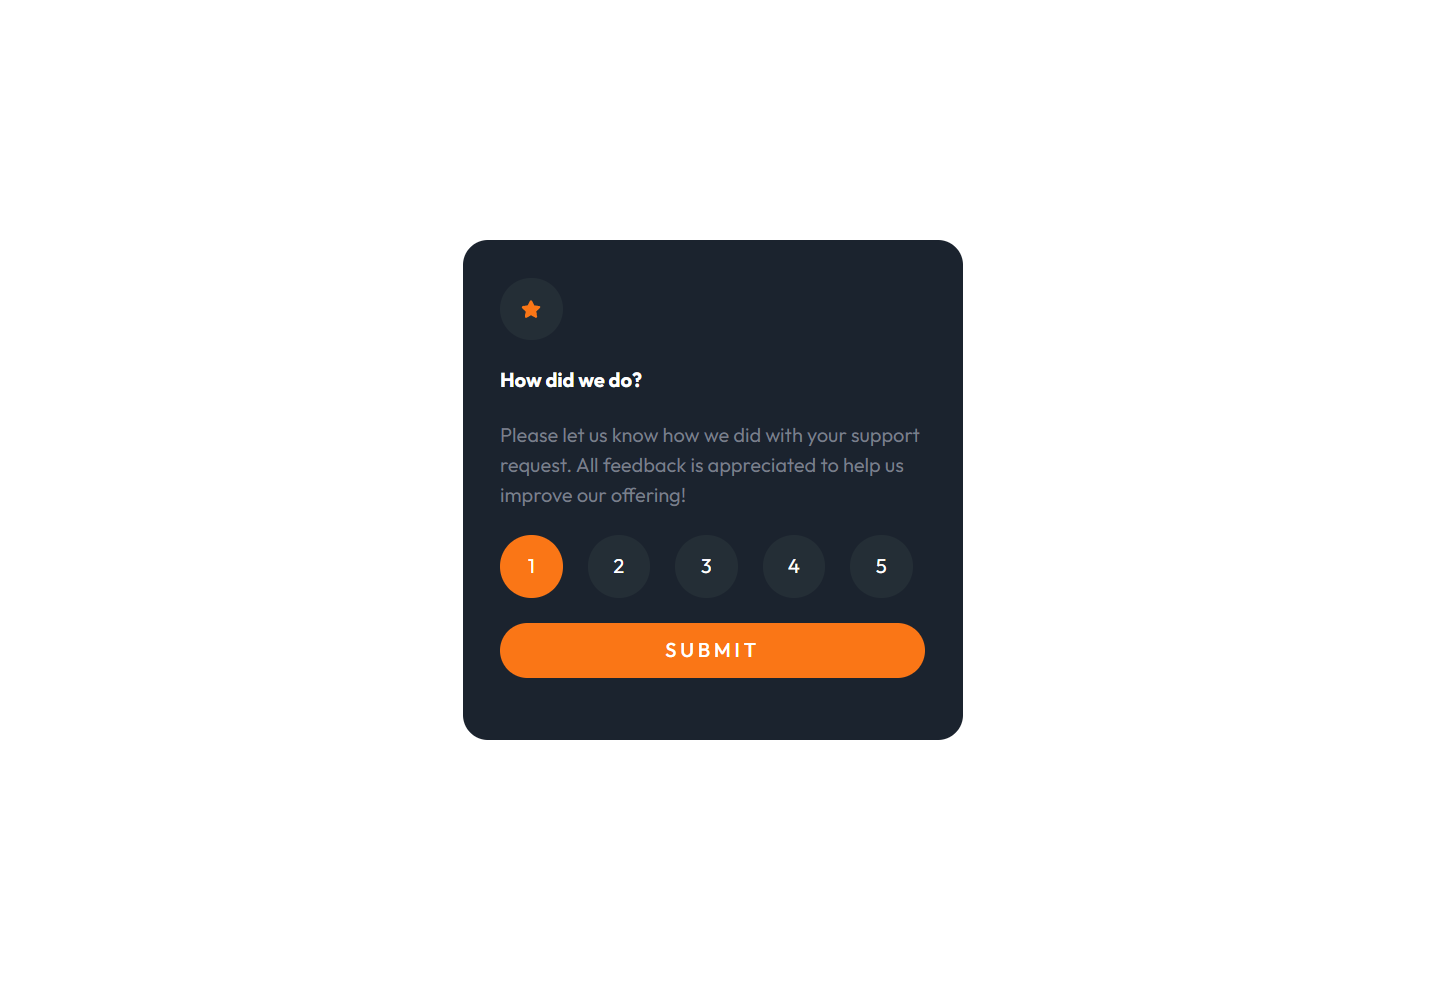 How did we do?
Please let us know how we did with your support
request. All feedback is appreciated to help us
improve our offering!
1 2 3 4 5
SUBMIT